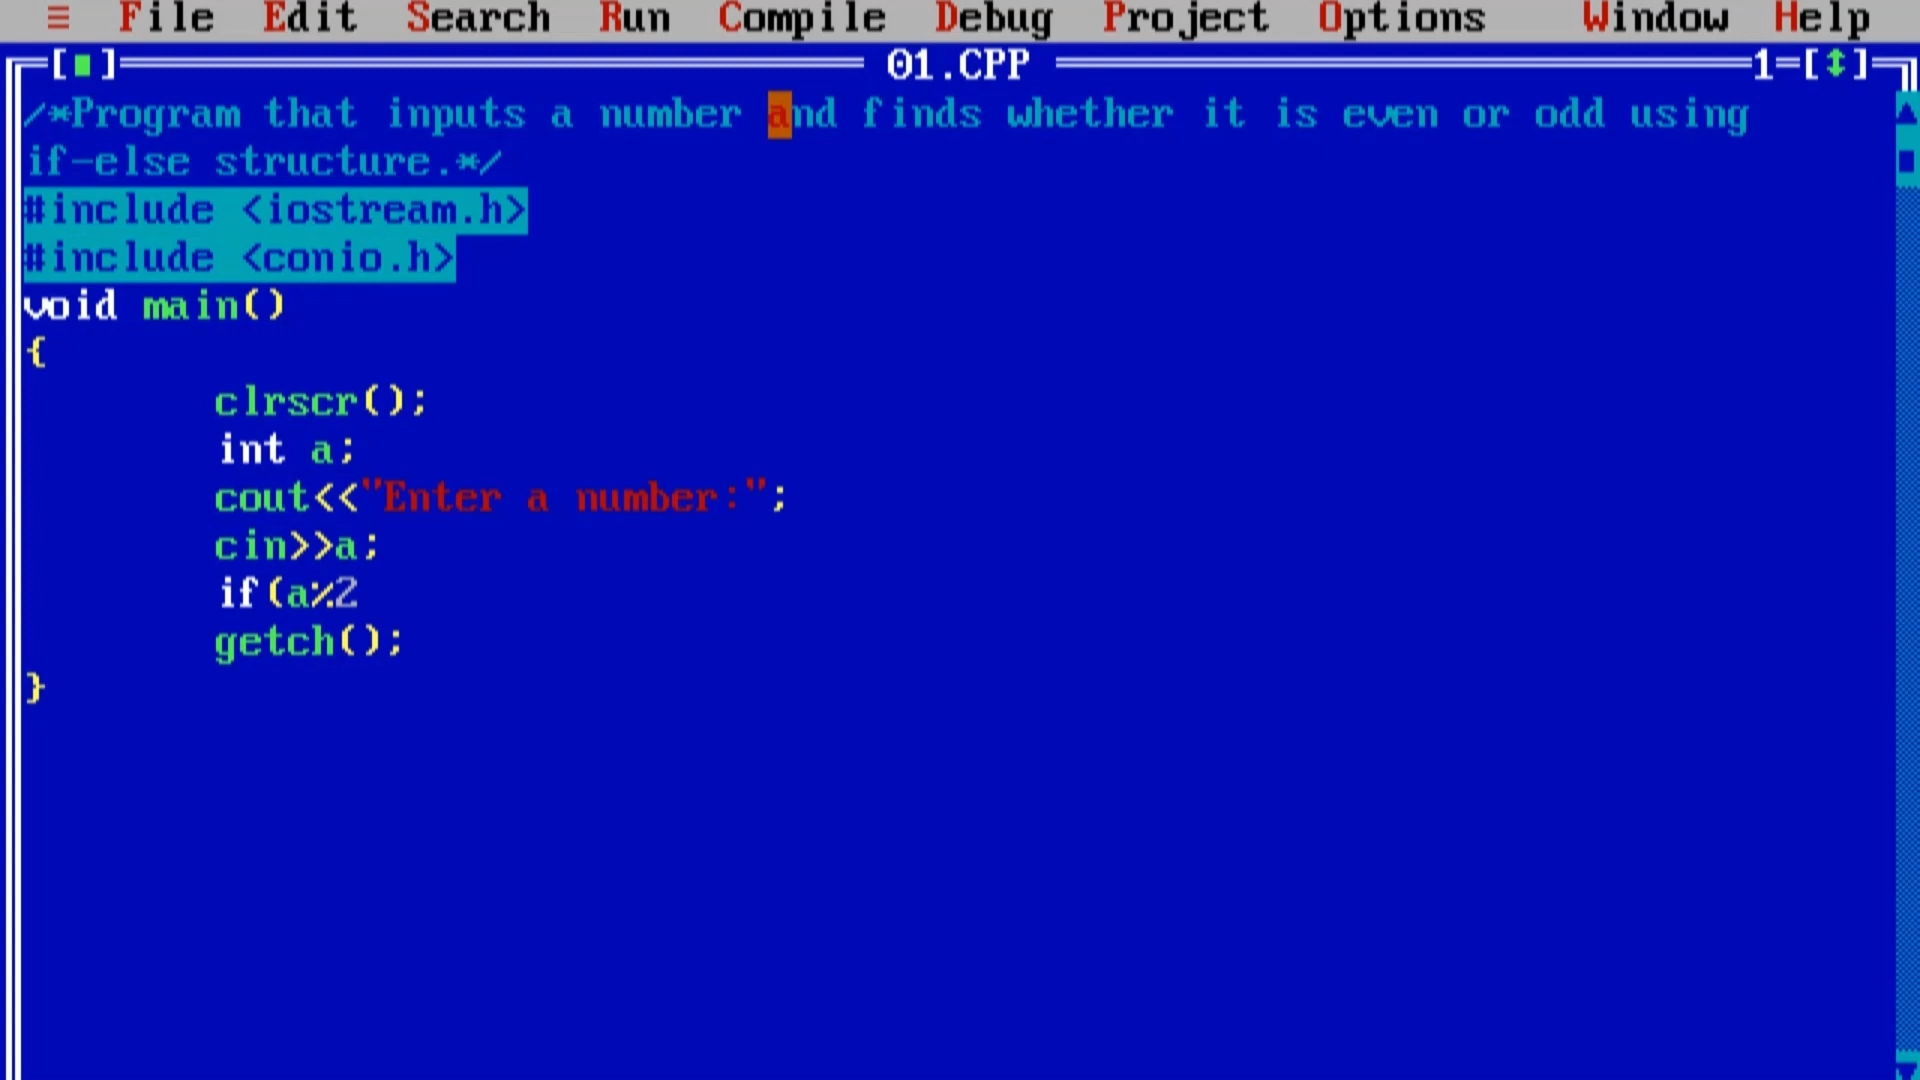 ≡ File Edit Search Run Compile Debug Project Options Window Help
[■] 01.CPP 1=[↕]
/*Program that inputs a number and finds whether it is even or odd using
if-else structure.*/
#include <iostream.h>
#include <conio.h>
void main()
{
clrscr();
int a;
cout<<"Enter a number:";
cin>>a;
if(a%2
getch();
}